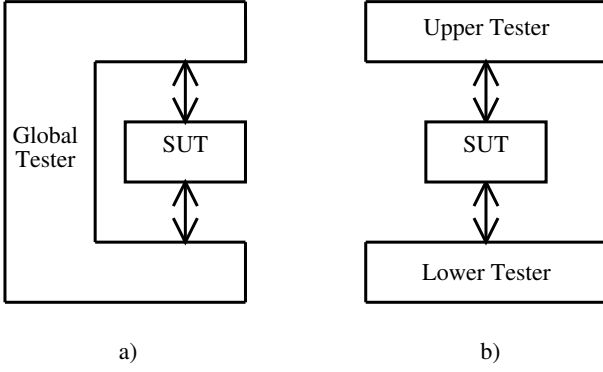 Global
Tester
SUT
a)
Upper Tester
SUT
Lower Tester
b)